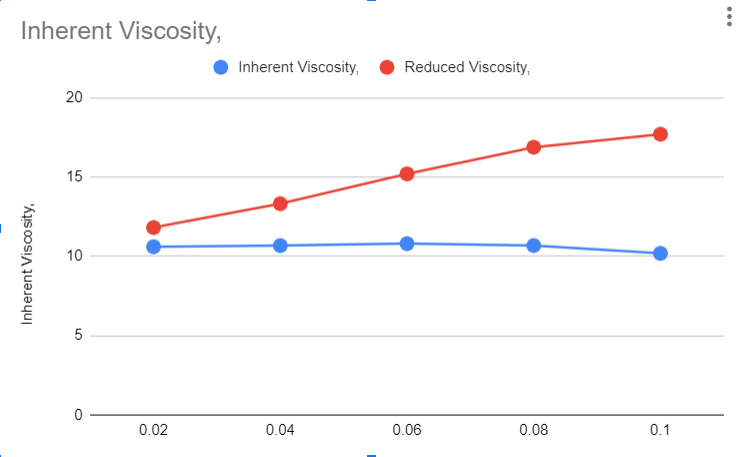 Inherent Viscosity,
Inherent Viscosity,
Reduced Viscosity,
20
15
10
5
0
Inherent Viscosity,
0.02
0.04
0.06
0.08
0.1